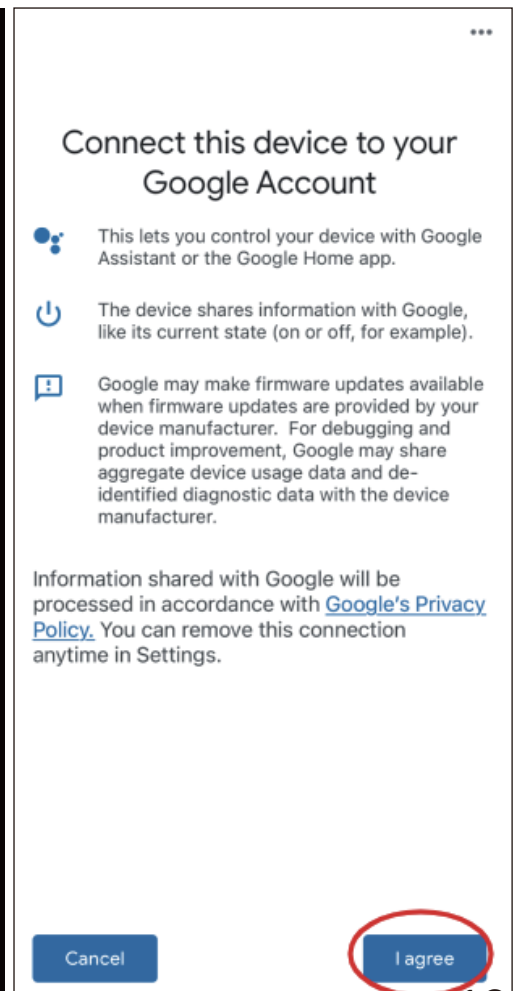 Connect this device to your
Google Account
This lets you control your device with Google
Assistant or the Google Home app.
The device shares information with Google,
like its current state (on or off, for example).
Google may make firmware updates available
when firmware updates are provided by your
device manufacturer.  For debugging and
product improvement, Google may share
aggregate device usage data and de-
identified diagnostic data with the device
manufacturer.
Information shared with Google will be
processed in accordance with Google's Privacy
Policy. You can remove this connection
anytime in Settings.
Cancel
I agree